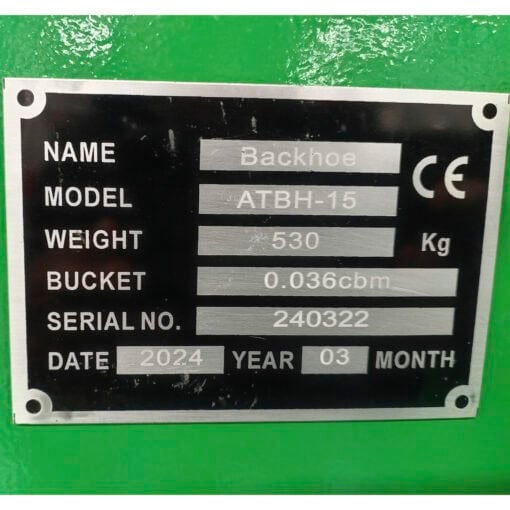 NAME Backhoe CE
MODEL ATBH-15
WEIGHT 530 Kg
BUCKET 0.036cbm
SERIAL NO. 240322
DATE 2024 YEAR 03 MONTH